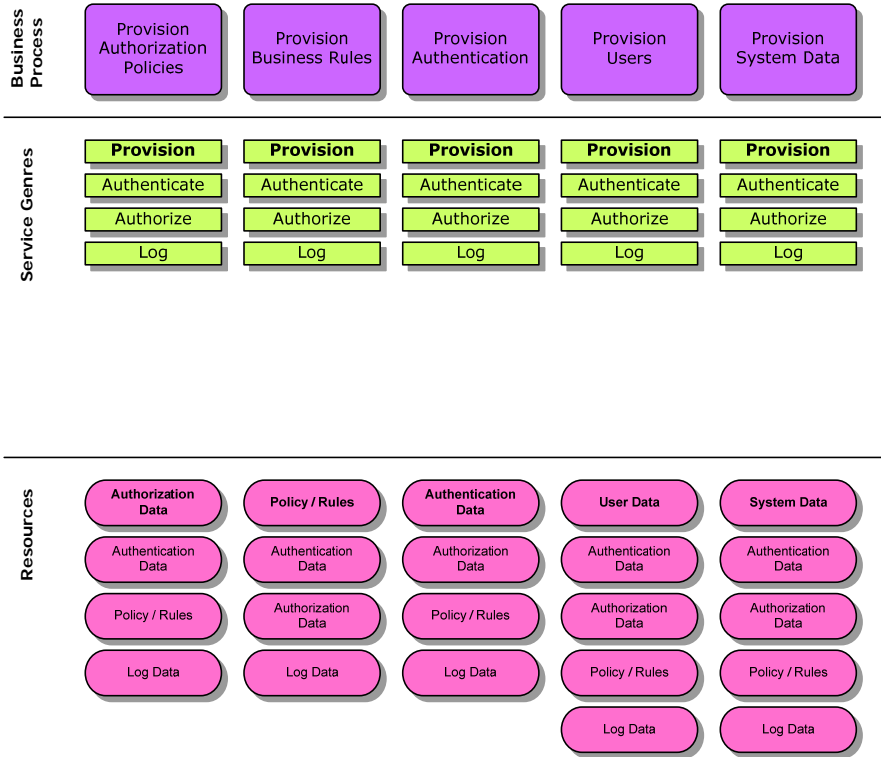 Business
Process
Provision
Authorization
Policies
Provision
Business Rules
Provision
Authentication
Provision
Users
Provision
System Data
Service Genres
Provision
Provision
Provision
Provision
Provision
Authenticate
Authenticate
Authenticate
Authenticate
Authenticate
Authorize
Authorize
Authorize
Authorize
Authorize
Log
Log
Log
Log
Log
Resources
Authorization
Data
Policy / Rules
Authentication
Data
User Data
System Data
Authentication
Data
Authentication
Data
Authorization
Data
Authentication
Data
Authentication
Data
Policy / Rules
Authorization
Data
Policy / Rules
Authorization
Data
Authorization
Data
Log Data
Log Data
Log Data
Policy / Rules
Policy / Rules
Log Data
Log Data